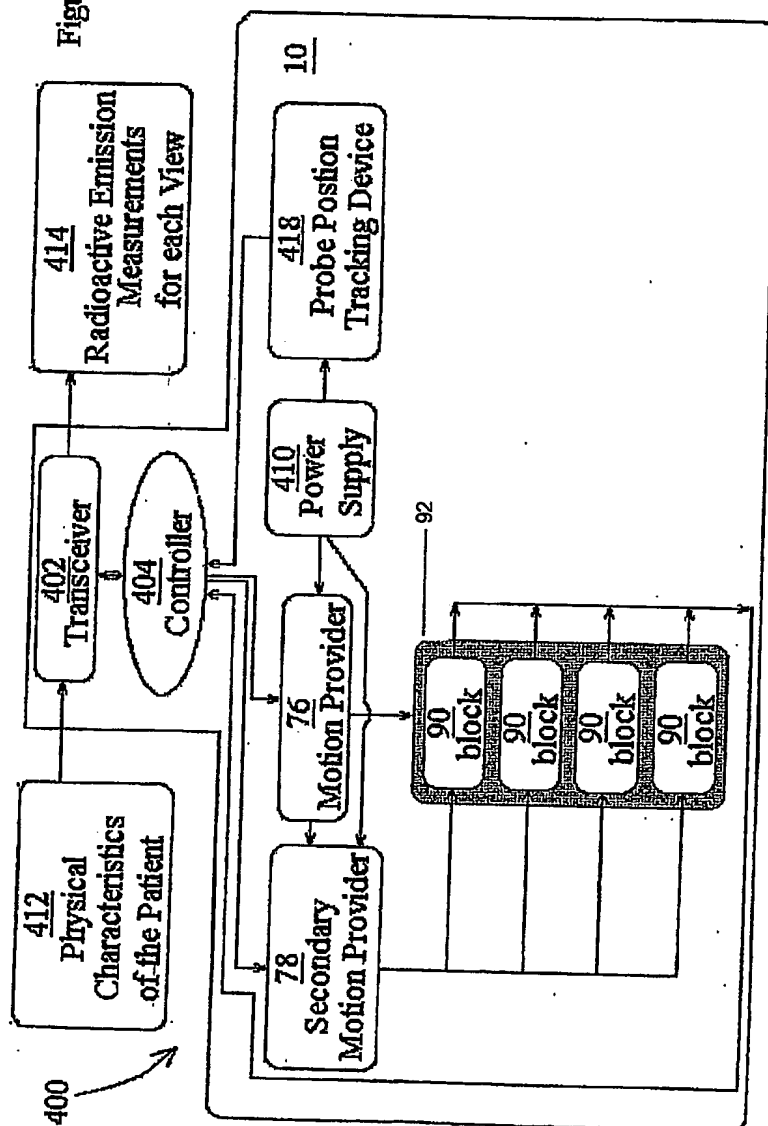 Figu
400
412
Physical
Characteristics
of the Patient
402
Transceiver
414
Radioactive Emission
Measurements
for each View
404
Controller
10
78
Secondary
Motion Provider
76
Motion Provider
410
Power
Supply
418
Probe Postion
Tracking Device
92
90
block
90
block
90
block
90
block